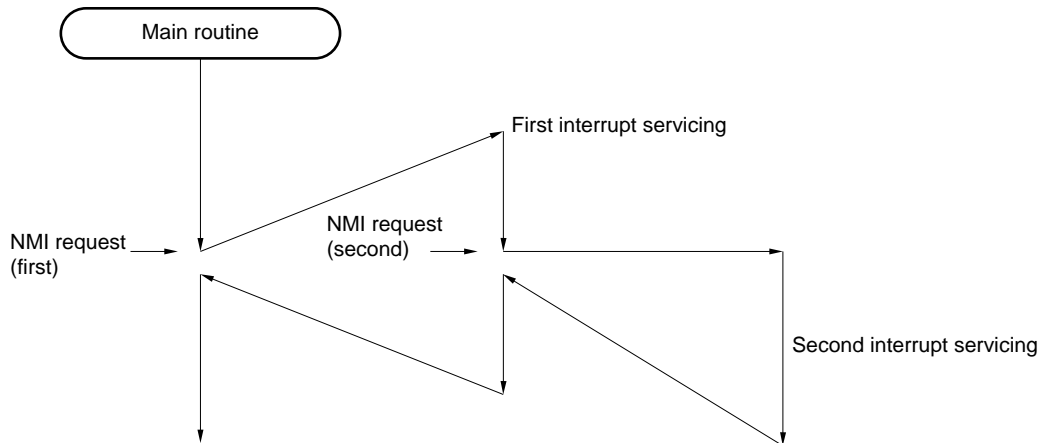 Main routine
First interrupt servicing
NMI request
(first)
NMI request
(second)
Second interrupt servicing